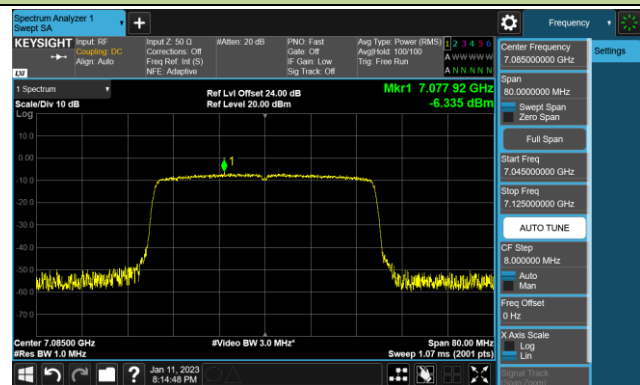 Spectrum Analyzer 1
Swept SA
Frequency
KEYSIGHT
Input: RF
Coupling: DC
Align: Auto
Input Z: 50 Ω
Corrections: Off
Freq Ref: Int (S)
NFE: Adaptive
#Atten: 20 dB
PNO: Fast
Gate: Off
IF Gain: Low
Sig Track: Off
Avg Type: Power (RMS)
Avg|Hold: 100/100
Trig: Free Run
1 2 3 4 5 6
A W W W W W
A N N N N N
LXI
1 Spectrum
Scale/Div 10 dB
Log
Ref Lvl Offset 24.00 dB
Ref Level 20.00 dBm
Mkr1 7.077 92 GHz
-6.335 dBm
10.0
0.00
-10.0
-20.0
-30.0
-40.0
-50.0
-60.0
-70.0
1
Center 7.08500 GHz
#Res BW 1.0 MHz
#Video BW 3.0 MHz*
Span 80.00 MHz
Sweep 1.07 ms (2001 pts)
Center Frequency
7.085000000 GHz
Span
80.0000000 MHz
Swept Span
Zero Span
Full Span
Start Freq
7.045000000 GHz
Stop Freq
7.125000000 GHz
AUTO TUNE
CF Step
8.000000 MHz
Auto
Man
Freq Offset
0 Hz
X Axis Scale
Log
Lin
Signal Track
(Span Zoom)
Settings
Jan 11, 2023
8:14:48 PM